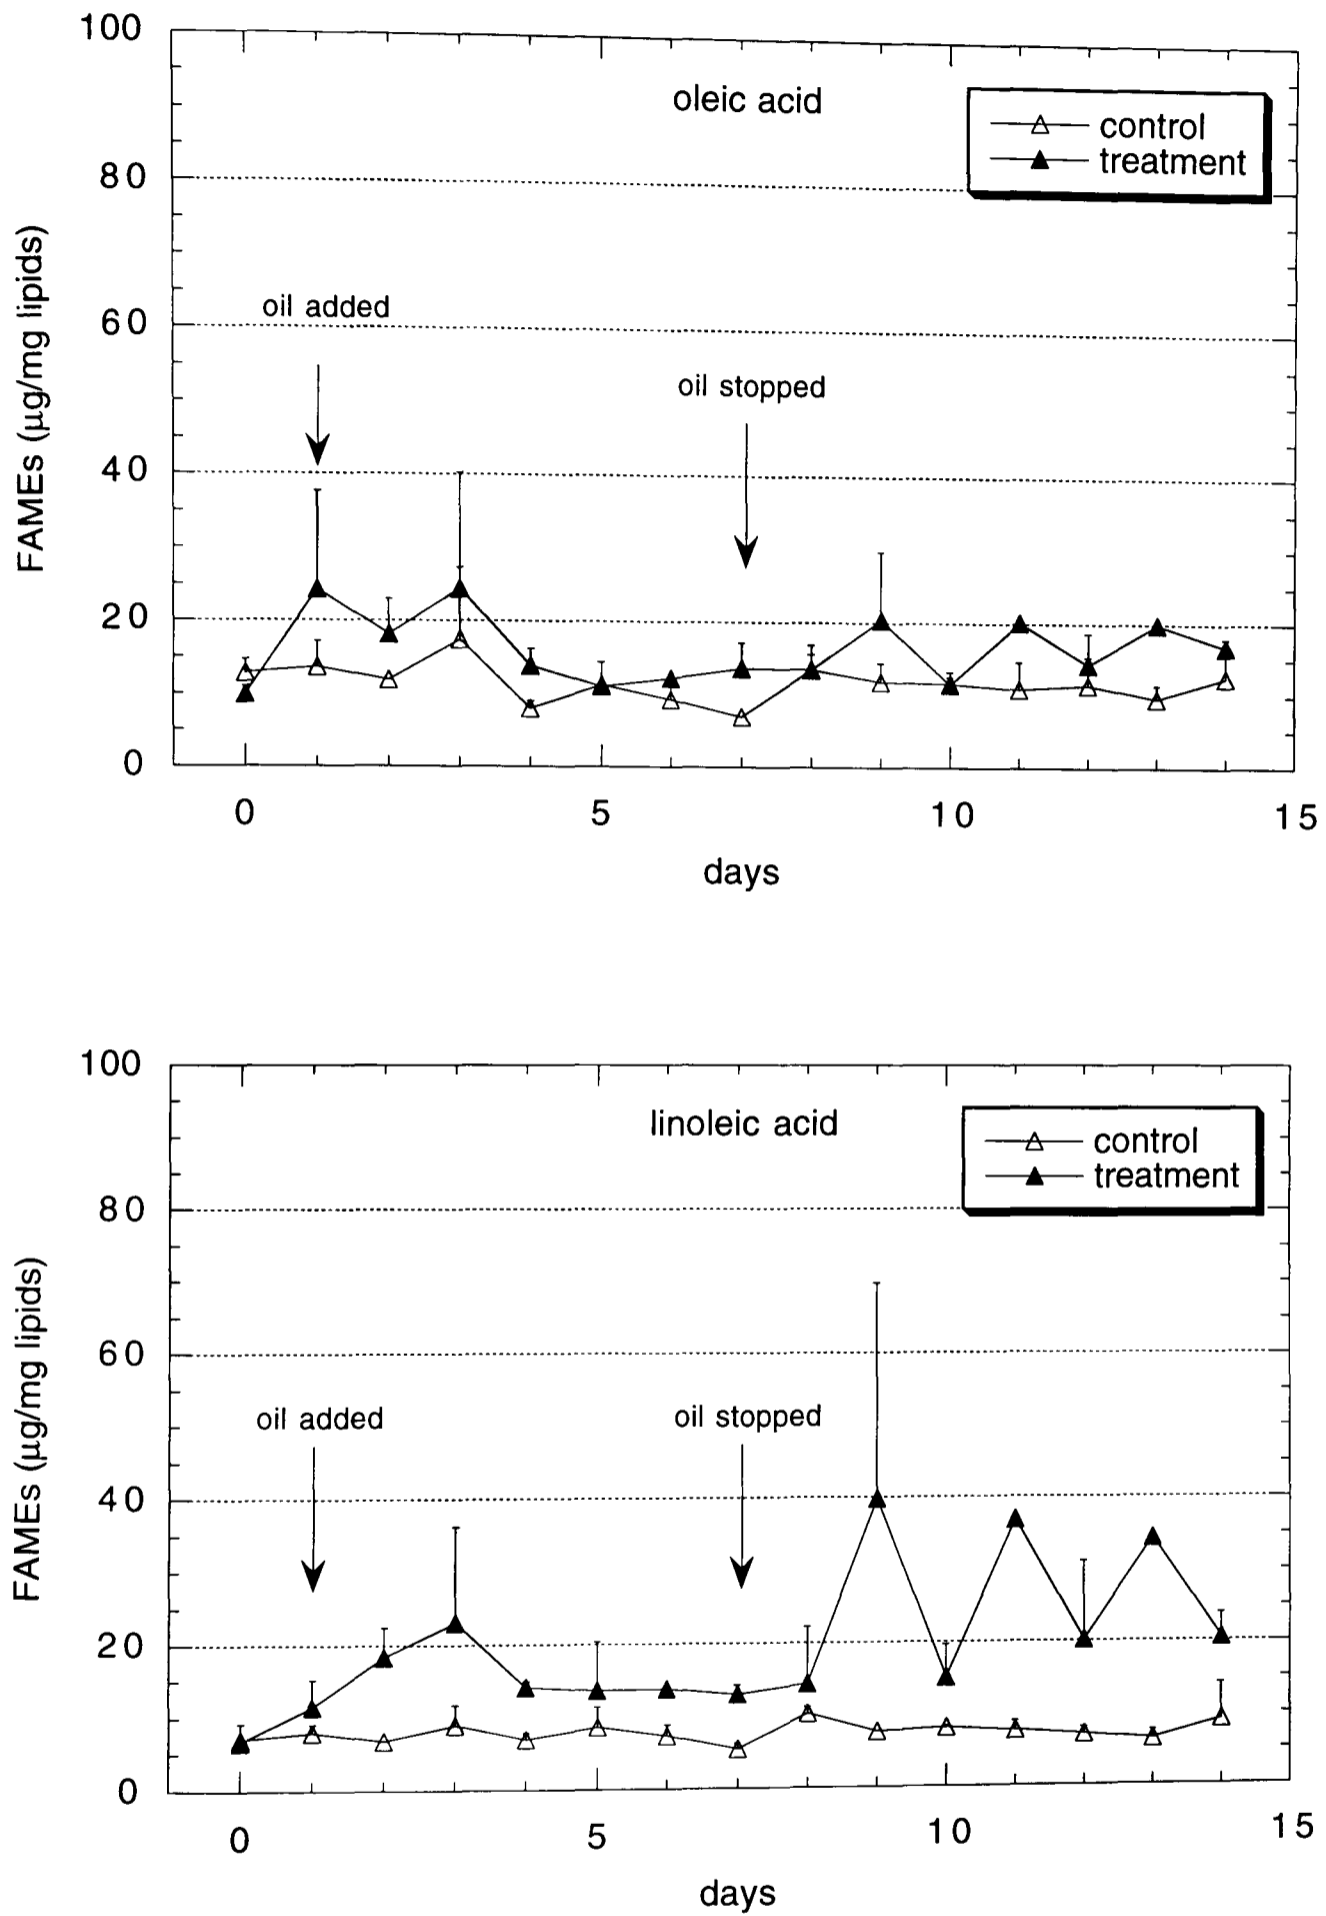 100
oleic acid
control
treatment
80
oil added
60
oil stopped
FAMEs (μg/mg lipids)
40
20
0
0 5 10 15
days
100
linoleic acid
control
treatment
80
60
oil added
oil stopped
FAMEs (μg/mg lipids)
40
20
0
0 5 10 15
days